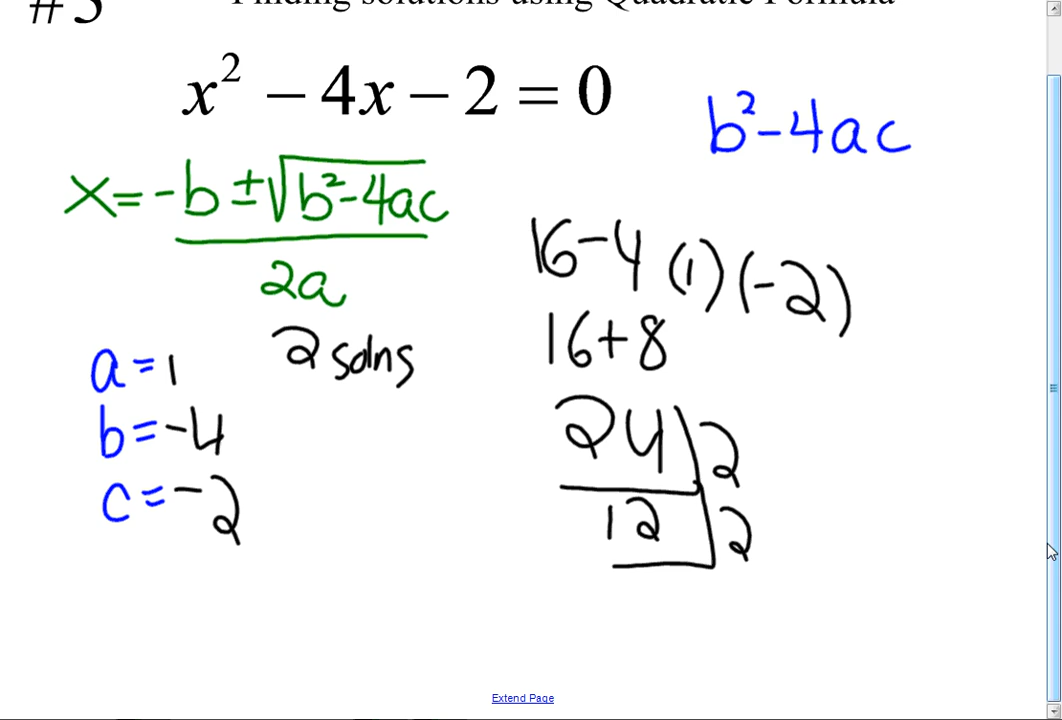 #3 Finding solutions using Quadratic Formula
x² − 4x − 2 = 0
b²-4ac
x = -b ± √b²-4ac
2a
16-4 (1) (-2)
2 solns
16+8
a = 1
b = -4
c = -2
24 2
12 2
Extend Page